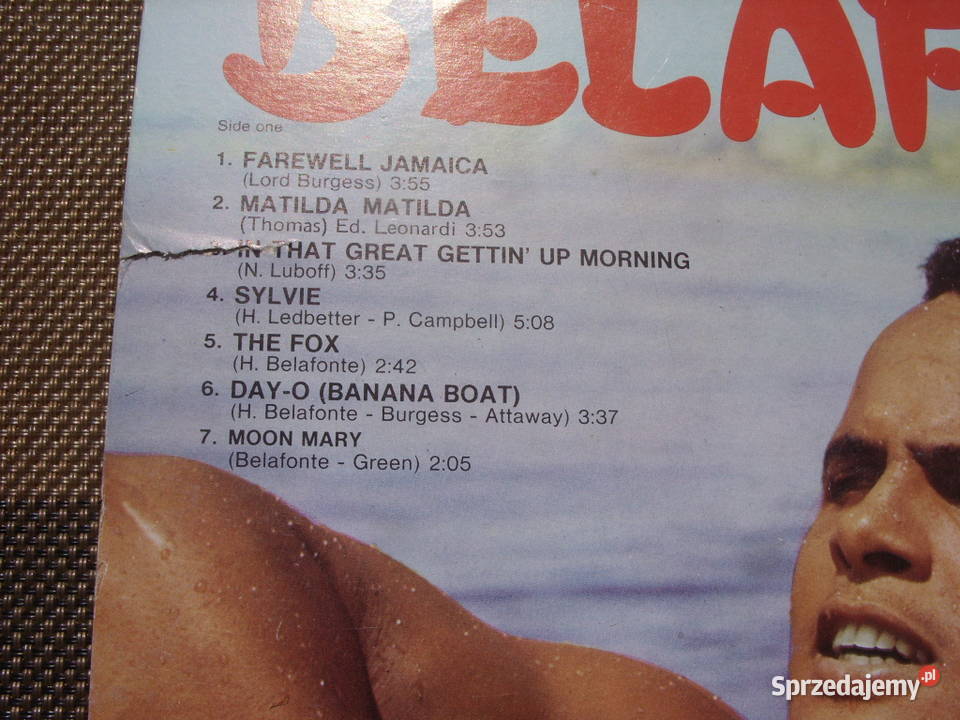 BELAF
Side one
1. FAREWELL JAMAICA
(Lord Burgess) 3:55
2. MATILDA MATILDA
(Thomas) Ed. Leonardi 3:53
IN THAT GREAT GETTIN' UP MORNING
(N. Luboff) 3:35
4. SYLVIE
(H. Ledbetter - P. Campbell) 5:08
5. THE FOX
(H. Belafonte) 2:42
6. DAY-O (BANANA BOAT)
(H. Belafonte - Burgess - Attaway) 3:37
7. MOON MARY
(Belafonte - Green) 2:05
Sprzedajemy.pl